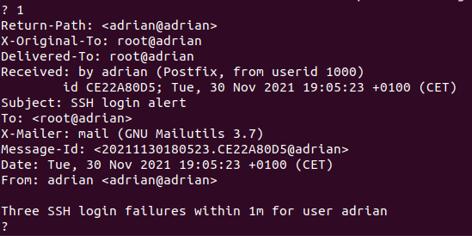 ? 1
Return-Path: <adrian@adrian>
X-Original-To: root@adrian
Delivered-To: root@adrian
Received: by adrian (Postfix, from userid 1000)
        id CE22A80D5; Tue, 30 Nov 2021 19:05:23 +0100 (CET)
Subject: SSH login alert
To: <root@adrian>
X-Mailer: mail (GNU Mailutils 3.7)
Message-Id: <20211130180523.CE22A80D5@adrian>
Date: Tue, 30 Nov 2021 19:05:23 +0100 (CET)
From: adrian <adrian@adrian>

Three SSH login failures within 1m for user adrian
?